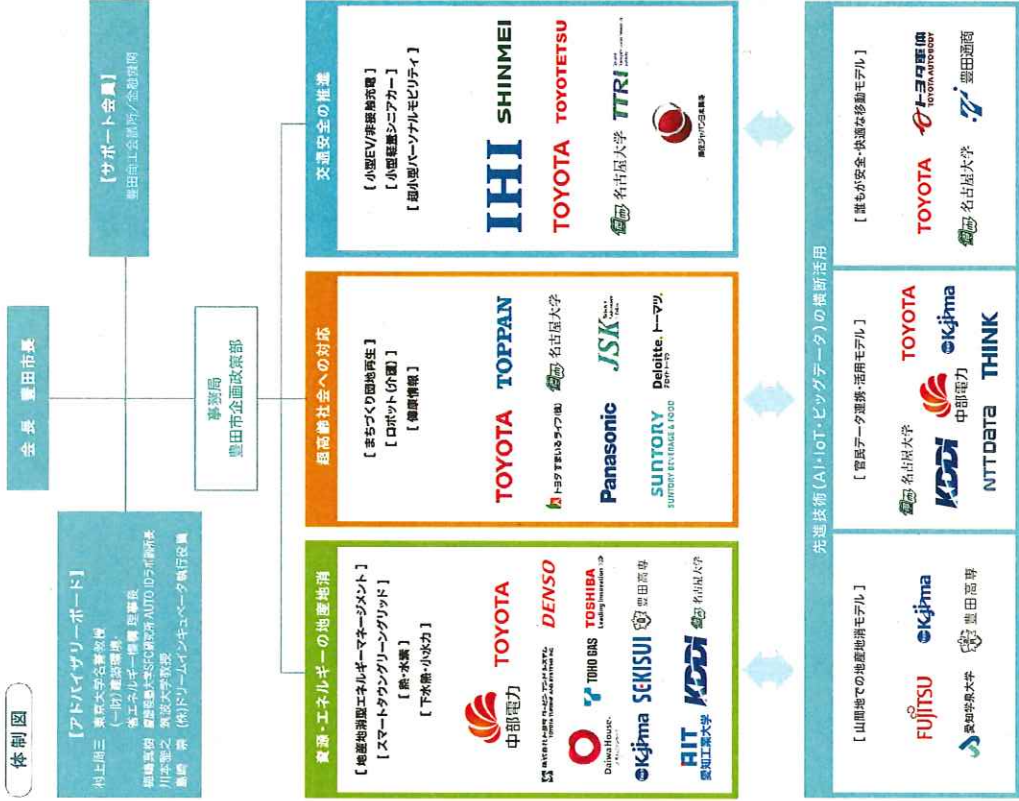 体制図
会長 豊田市長
【アドバイザリーボード】
村上周三 東京大学名誉教授
(一財)建築環境・
省エネルギー機構 理事長
慶應義塾大学SFC研究所 AUTO IDラボ副所長
川本雅之 筑波大学教授
(株)ドリームインキュベータ執行役員
【サポート会員】
豊田商工会議所/金融機関
事務局
豊田市企画政策部
資源・エネルギーの地産地消
[地産地消型エネルギーマネージメント]
[スマートタウングリーングリッド]
[熱・水素]
[下水熱・小水力]
中部電力
TOYOTA
DENSO
Daiwa House
TOHO GAS
TOSHIBA
Leading Innovation
Kajima
SEKISUI
豊田高専
AIT
愛知工業大学
KDDI
名古屋大学
超高齢社会への対応
[まちづくり団地再生]
[ロボット(介護)]
[健康情報]
TOYOTA
TOPPAN
トヨタすまいるライフ(株)
名古屋大学
Panasonic
JSK
SUNTORY
SUNTORY BEVERAGE & FOOD
Deloitte.
トーマツ.
交通安全の推進
[小型EV/非接触充電]
[小型軽量シニアカー]
[超小型パーソナルモビリティ]
IHI
SHINMEI
TOYOTA
TOYOTETSU
名古屋大学
TTRI
損保ジャパン日本興亜
先進技術(AI・IoT・ビッグデータ)の横断活用
[山間地での地産地消モデル]
FUJITSU
Kajima
愛知学泉大学
豊田高専
[官民データ連携・活用モデル]
名古屋大学
TOYOTA
KDDI
中部電力
Kajima
NTT DATA
THINK
[誰もが安全・快適な移動モデル]
TOYOTA
トヨタ車体
TOYOTA AUTO BODY
名古屋大学
豊田通商